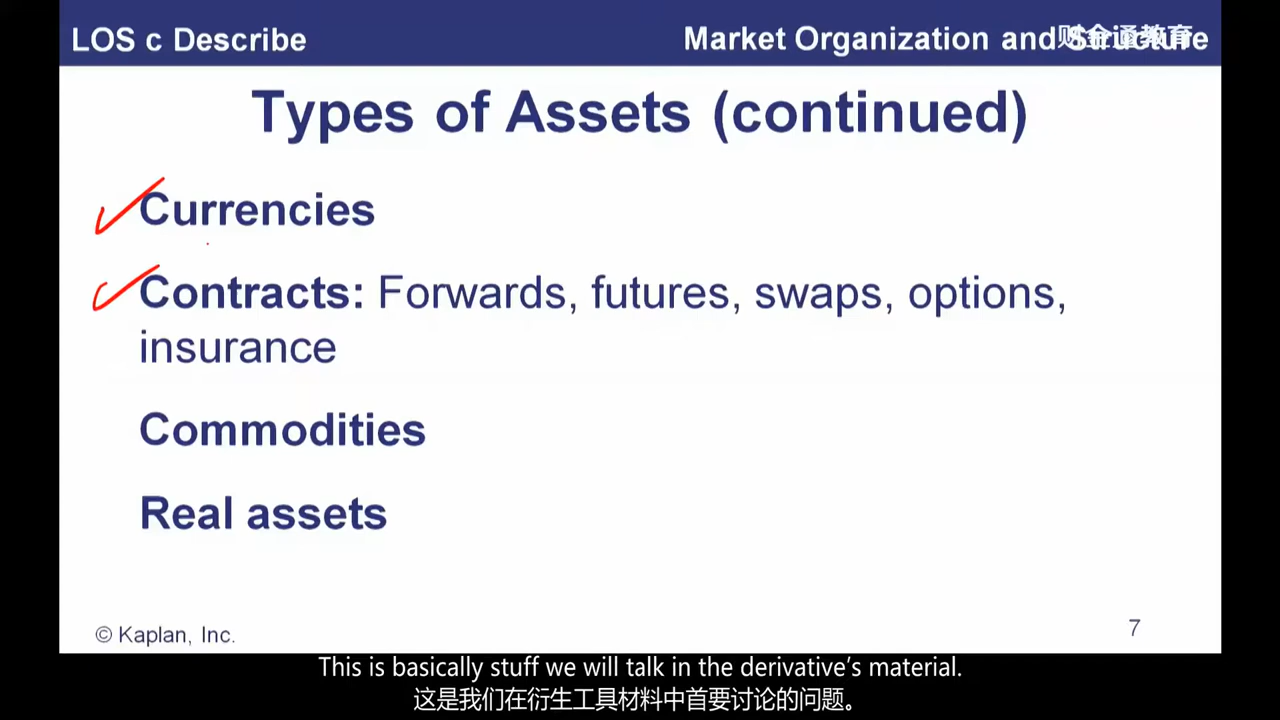 LOS c Describe
Market Organization and Structure
财金通教育
Types of Assets (continued)
Currencies
Contracts: Forwards, futures, swaps, options,
insurance
Commodities
Real assets
© Kaplan, Inc.
7
This is basically stuff we will talk in the derivative's material.
这是我们在衍生工具材料中首要讨论的问题。